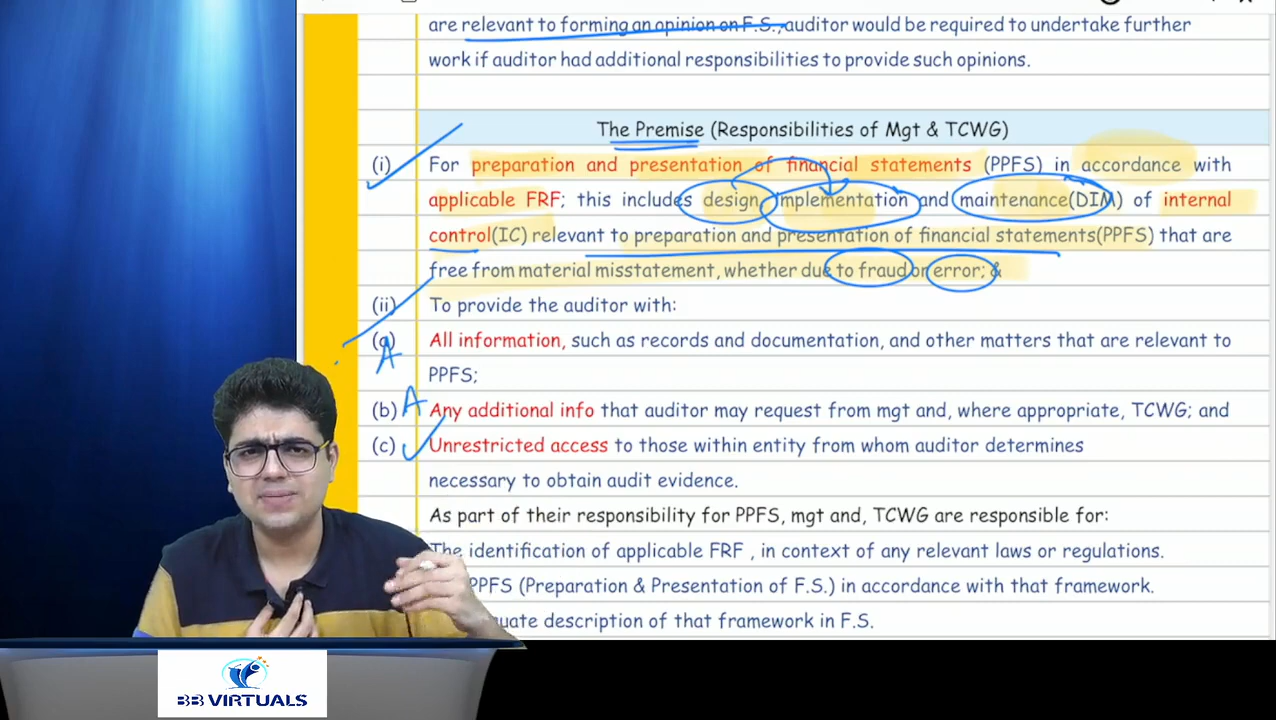 are relevant to forming an opinion on F.S., auditor would be required to undertake further
work if auditor had additional responsibilities to provide such opinions.
The Premise (Responsibilities of Mgt & TCWG)
(i) For preparation and presentation of financial statements (PPFS) in accordance with
applicable FRF; this includes design implementation and maintenance(DIM) of internal
control(IC) relevant to preparation and presentation of financial statements(PPFS) that are
free from material misstatement, whether due to fraud or error; &
(ii) To provide the auditor with:
(a) All information, such as records and documentation, and other matters that are relevant to
A
PPFS;
(b) A Any additional info that auditor may request from mgt and, where appropriate, TCWG; and
(c) Unrestricted access to those within entity from whom auditor determines
necessary to obtain audit evidence.
As part of their responsibility for PPFS, mgt and, TCWG are responsible for:
The identification of applicable FRF , in context of any relevant laws or regulations.
PPFS (Preparation & Presentation of F.S.) in accordance with that framework.
description of that framework in F.S.
BB VIRTUALS